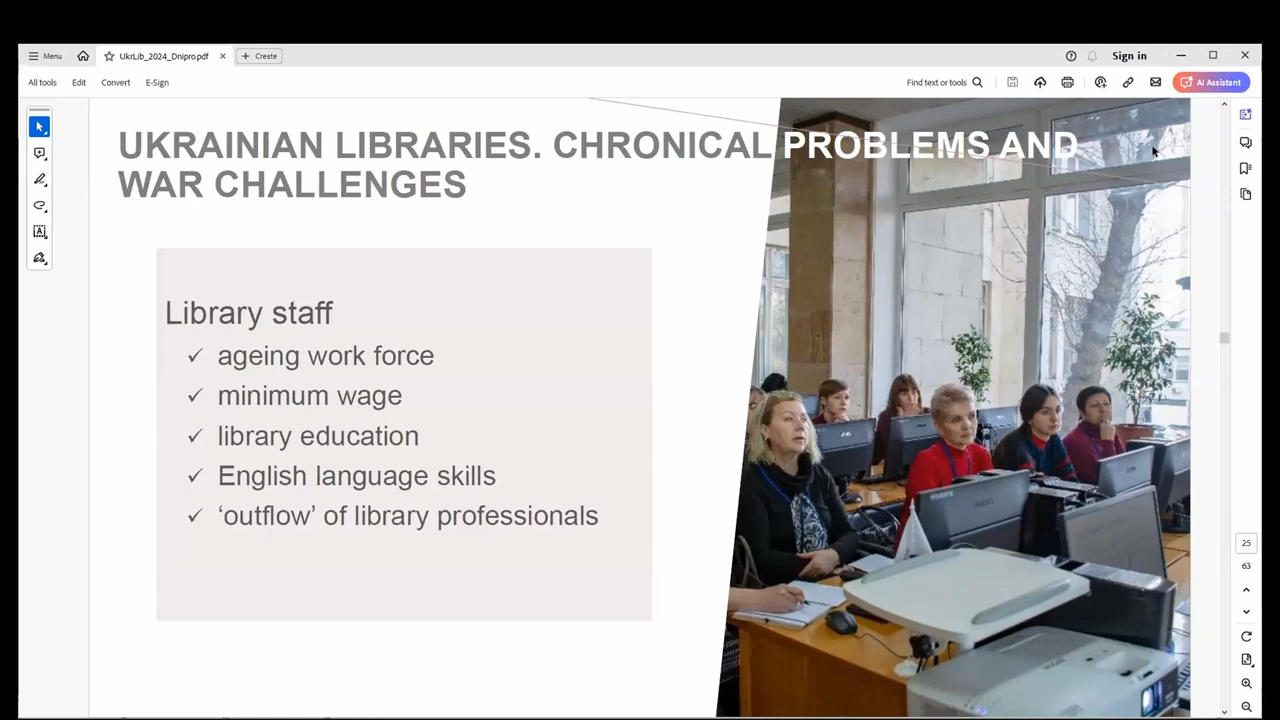 Menu
UkrLib_2024_Dnipro.pdf
Create
Sign in
All tools
Edit
Convert
E-Sign
Find text or tools
AI Assistant
UKRAINIAN LIBRARIES. CHRONICAL PROBLEMS AND
WAR CHALLENGES
Library staff
✓ ageing work force
✓ minimum wage
✓ library education
✓ English language skills
✓ ‘outflow’ of library professionals
25
63